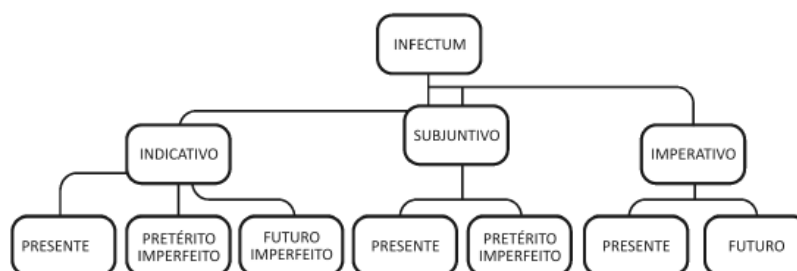 INFECTUM
INDICATIVO
SUBJUNTIVO
IMPERATIVO
PRESENTE
PRETÉRITO
IMPERFEITO
FUTURO
IMPERFEITO
PRESENTE
PRETÉRITO
IMPERFEITO
PRESENTE
FUTURO